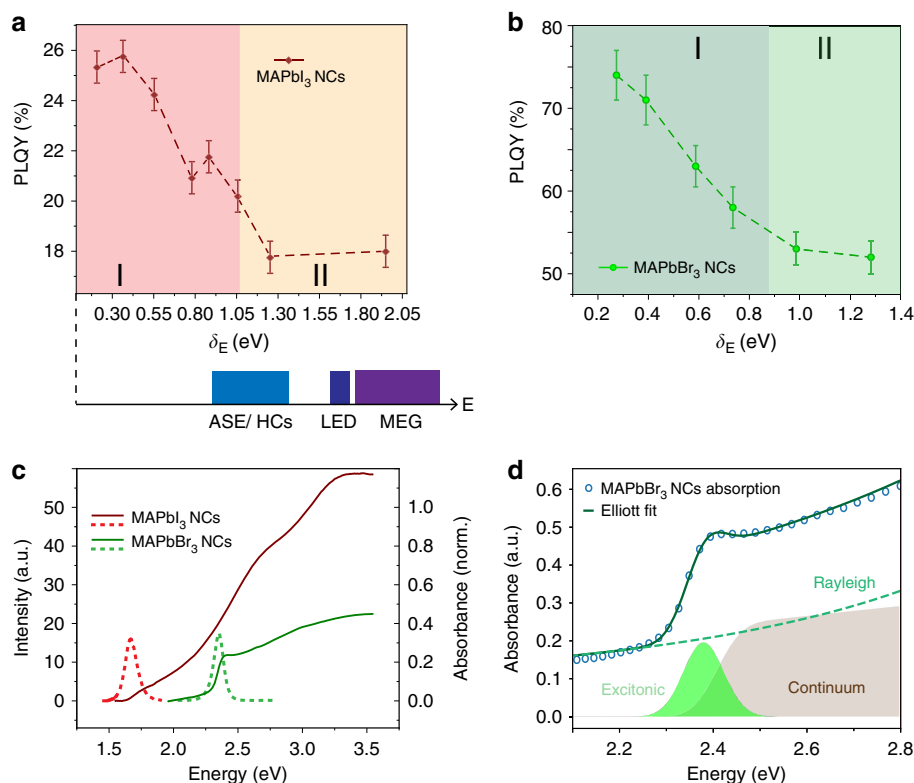 a
26
24
22
20
18
PLQY (%)
MAPbI₃ NCs
I
II
0.30 0.55 0.80 1.05 1.30 1.55 1.80 2.05
δE (eV)
E
ASE/ HCs
LED
MEG
b
80
70
60
50
PLQY (%)
I
II
MAPbBr₃ NCs
0.2 0.4 0.6 0.8 1.0 1.2 1.4
δE (eV)
c
50
40
30
20
10
0
Intensity (a.u.)
MAPbI₃ NCs
MAPbBr₃ NCs
1.0
0.8
0.6
0.4
0.2
0.0
Absorbance (norm.)
1.5 2.0 2.5 3.0 3.5
Energy (eV)
d
0.6
0.5
0.4
0.3
0.2
0.1
0.0
Absorbance (a.u.)
MAPbBr₃ NCs absorption
Elliott fit
Rayleigh
Excitonic
Continuum
2.2 2.4 2.6 2.8
Energy (eV)